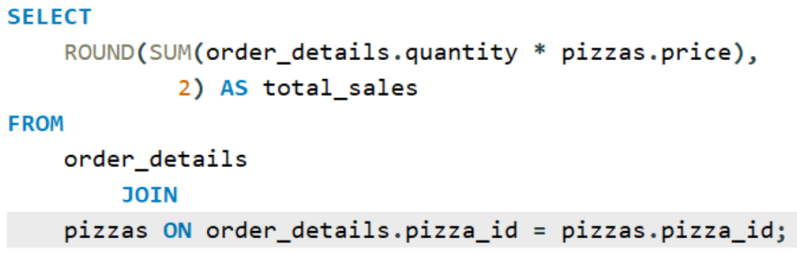 SELECT
ROUND(SUM(order_details.quantity * pizzas.price),
2) AS total_sales
FROM
order_details
JOIN
pizzas ON order_details.pizza_id = pizzas.pizza_id;